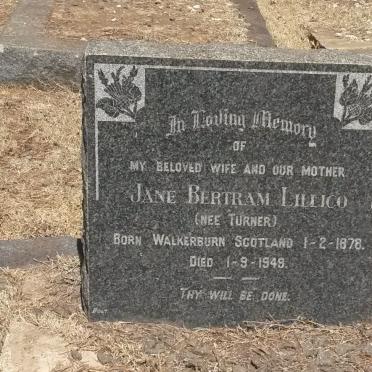 In Loving Memory
OF
MY BELOVED WIFE AND OUR MOTHER
JANE BERTRAM LILLICO
(NEE TURNER)
BORN WALKERBURN SCOTLAND 1-2-1878.
DIED 1-9-1949.
THY WILL BE DONE.